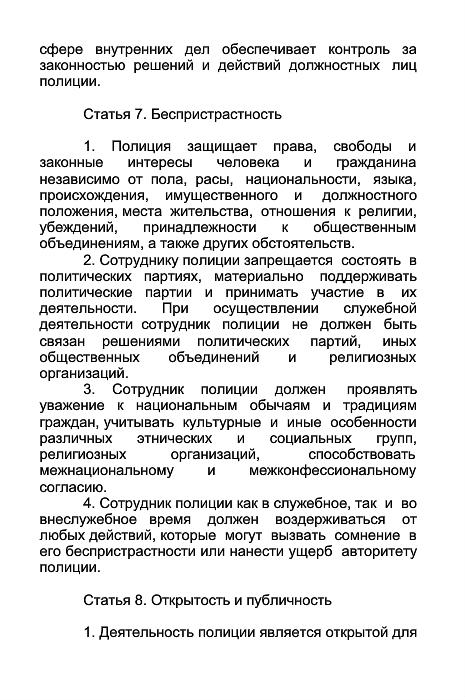 сфере внутренних дел обеспечивает контроль за
законностью решений и действий должностных лиц
полиции.
Статья 7. Беспристрастность
1. Полиция защищает права, свободы и
законные интересы человека и гражданина
независимо от пола, расы, национальности, языка,
происхождения, имущественного и должностного
положения, места жительства, отношения к религии,
убеждений, принадлежности к общественным
объединениям, а также других обстоятельств.
2. Сотруднику полиции запрещается состоять в
политических партиях, материально поддерживать
политические партии и принимать участие в их
деятельности. При осуществлении служебной
деятельности сотрудник полиции не должен быть
связан решениями политических партий, иных
общественных объединений и религиозных
организаций.
3. Сотрудник полиции должен проявлять
уважение к национальным обычаям и традициям
граждан, учитывать культурные и иные особенности
различных этнических и социальных групп,
религиозных организаций, способствовать
межнациональному и межконфессиональному
согласию.
4. Сотрудник полиции как в служебное, так и во
внеслужебное время должен воздерживаться от
любых действий, которые могут вызвать сомнение в
его беспристрастности или нанести ущерб авторитету
полиции.
Статья 8. Открытость и публичность
1. Деятельность полиции является открытой для